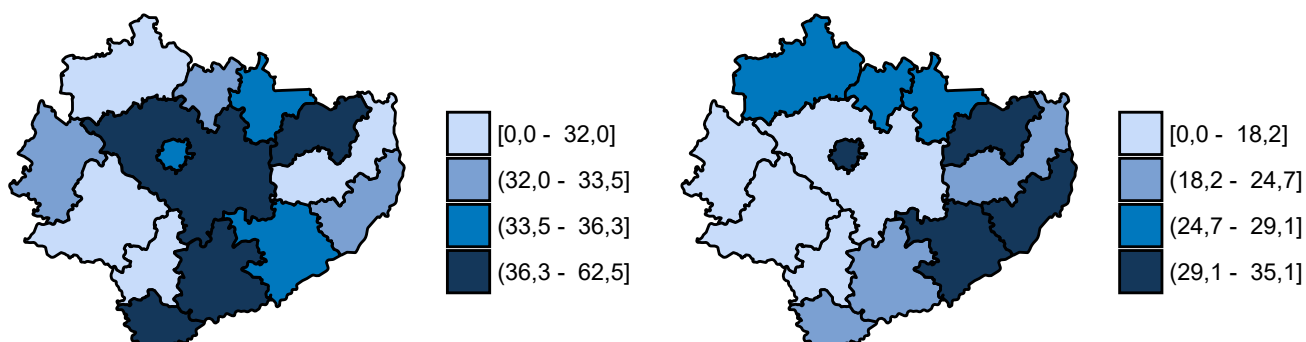 [0,0 - 32,0]
(32,0 - 33,5]
(33,5 - 36,3]
(36,3 - 62,5]
[0,0 - 18,2]
(18,2 - 24,7]
(24,7 - 29,1]
(29,1 - 35,1]